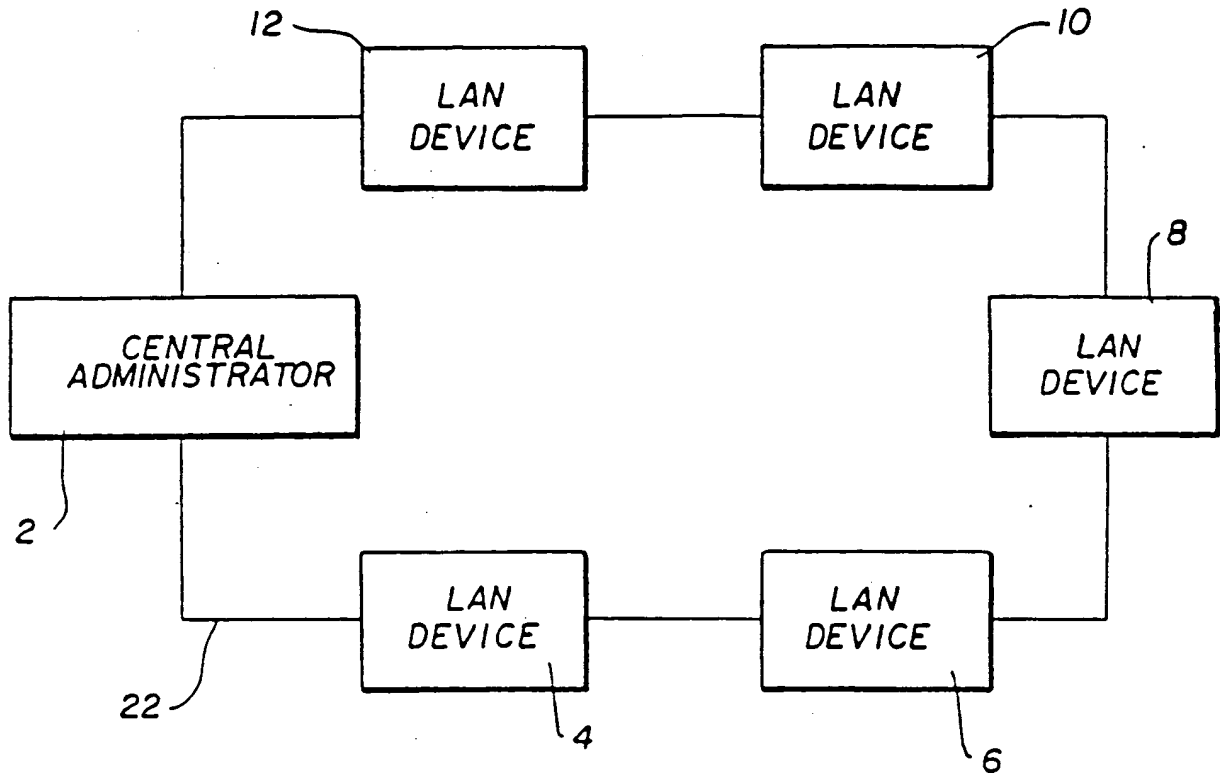 12
10
LAN
DEVICE
LAN
DEVICE
8
CENTRAL
ADMINISTRATOR
LAN
DEVICE
2
LAN
DEVICE
LAN
DEVICE
22
4
6